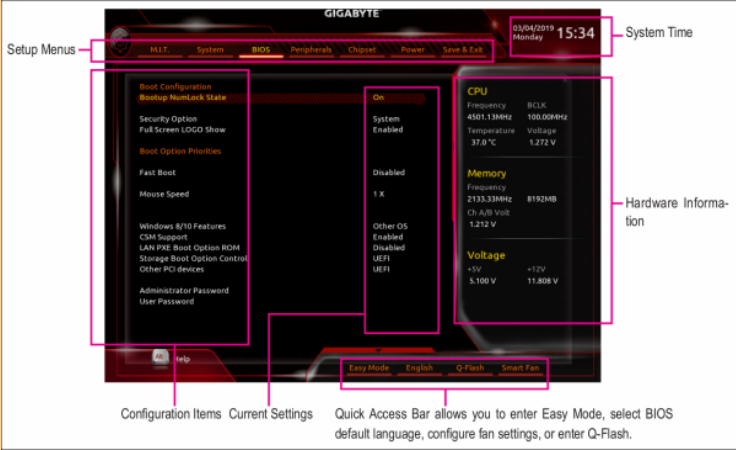 GIGABYTE
03/04/2019 Monday 15:34
System Time
Setup Menus
M.I.T. System BIOS Peripherals Chipset Power Save & Exit
Boot Configuration
Bootup NumLock State On
Security Option System
Full Screen LOGO Show Enabled
Boot Option Priorities
Fast Boot Disabled
Mouse Speed 1 X
Windows 8/10 Features Other OS
CSM Support Enabled
LAN PXE Boot Option ROM Disabled
Storage Boot Option Control UEFI
Other PCI devices UEFI
Administrator Password
User Password
CPU
Frequency BCLK
4501.13MHz 100.00MHz
Temperature Voltage
37.0 °C 1.272 V
Memory
Frequency
2133.33MHz 8192MB
Ch A/B Volt
1.212 V
Voltage
+5V +12V
5.100 V 11.808 V
Hardware Informa-
tion
Alt Help
Easy Mode English Q-Flash Smart Fan
Configuration Items Current Settings
Quick Access Bar allows you to enter Easy Mode, select BIOS
default language, configure fan settings, or enter Q-Flash.